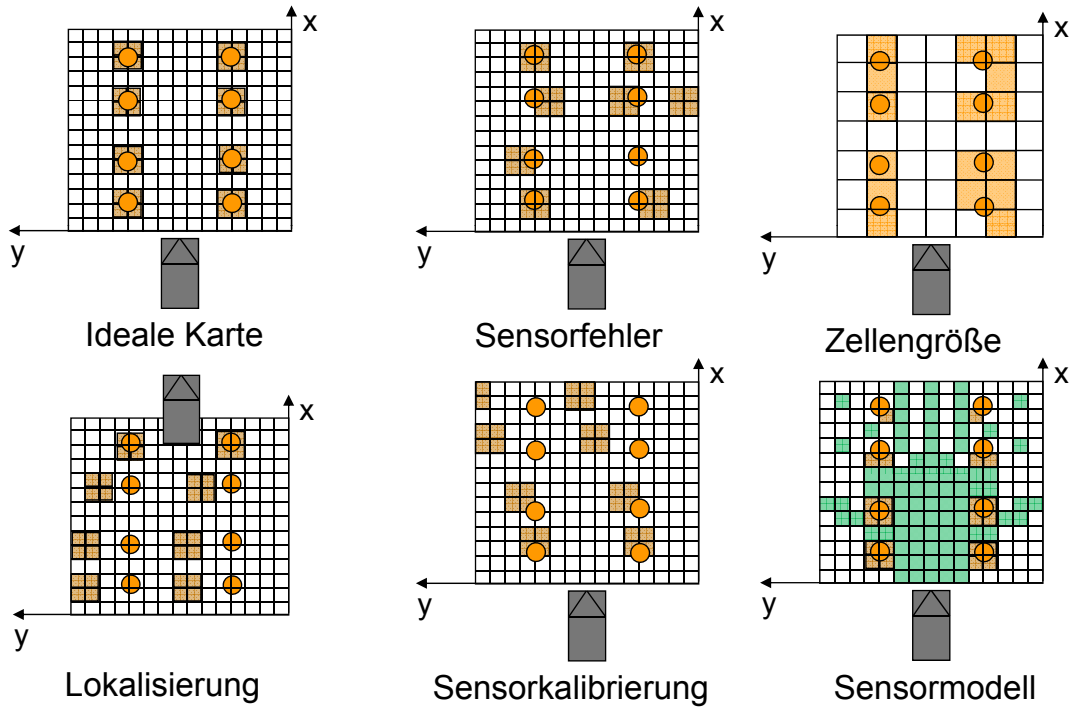 x
y
Ideale Karte
x
y
Sensorfehler
x
y
Zellengröße
x
y
Lokalisierung
x
y
Sensorkalibrierung
x
y
Sensormodell